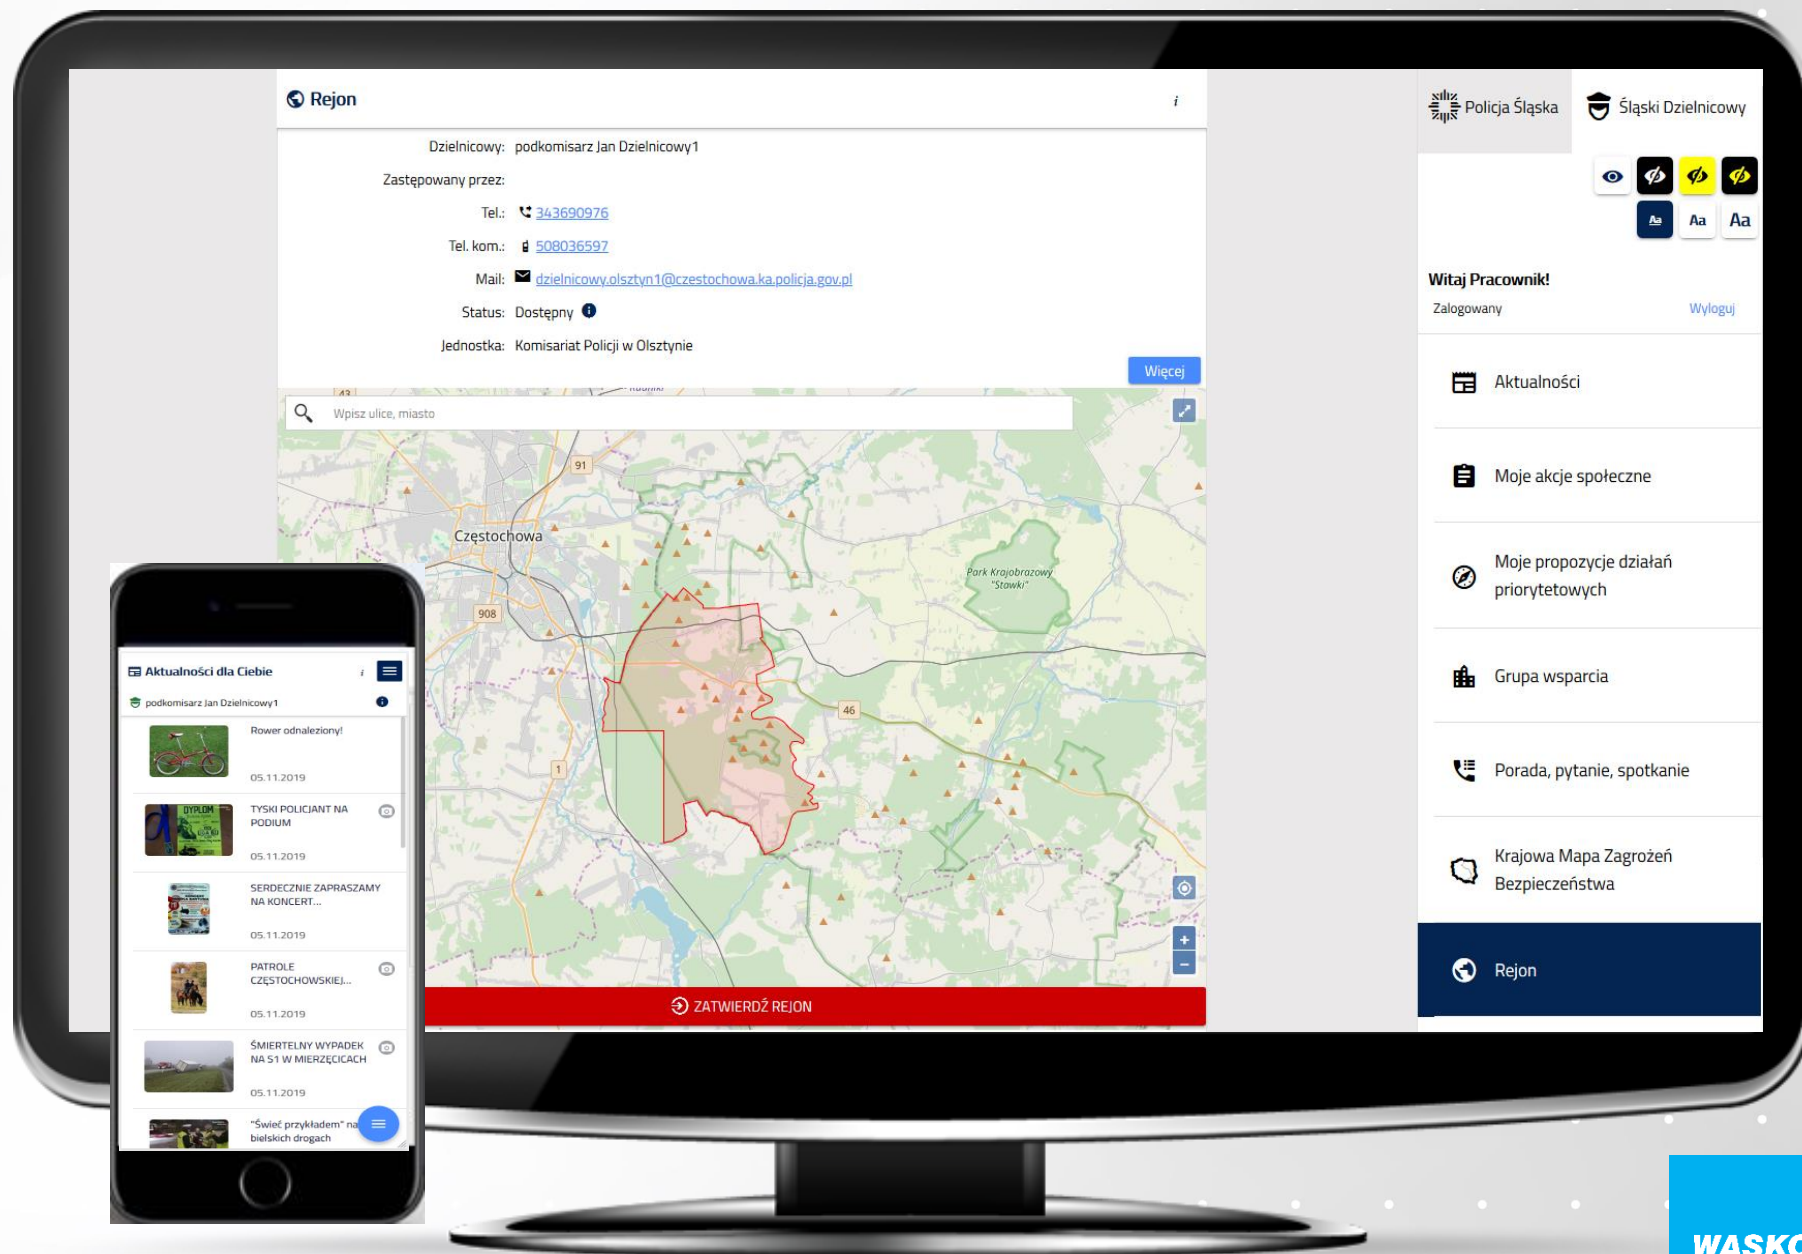 Rejon
i
Dzielnicowy: podkomisarz Jan Dzielnicowy1
Zastępowany przez:
Tel.: 343690976
Tel. kom.: 508036597
Mail: dzielnicowy.olsztyn1@czestochowa.ka.policja.gov.pl
Status: Dostępny
Jednostka: Komisariat Policji w Olsztynie
Więcej
43
Wpisz ulice, miasto
91
Częstochowa
Park Krajobrazowy
"Stawki"
908
46
1
+
−
ZATWIERDŹ REJON
Policja Śląska
Śląski Dzielnicowy
Aa Aa Aa
Witaj Pracownik!
Zalogowany Wyloguj
Aktualności
Moje akcje społeczne
Moje propozycje działań
priorytetowych
Grupa wsparcia
Porada, pytanie, spotkanie
Krajowa Mapa Zagrożeń
Bezpieczeństwa
Rejon
Aktualności dla Ciebie
i
podkomisarz Jan Dzielnicowy1
Rower odnaleziony!
05.11.2019
DYPLOM
TYSKI POLICJANT NA
PODIUM
05.11.2019
SERDECZNIE ZAPRASZAMY
NA KONCERT...
05.11.2019
PATROLE
CZĘSTOCHOWSKIEJ...
05.11.2019
ŚMIERTELNY WYPADEK
NA S1 W MIERZĘCICACH
05.11.2019
"Świeć przykładem" na
bielskich drogach
WASKO